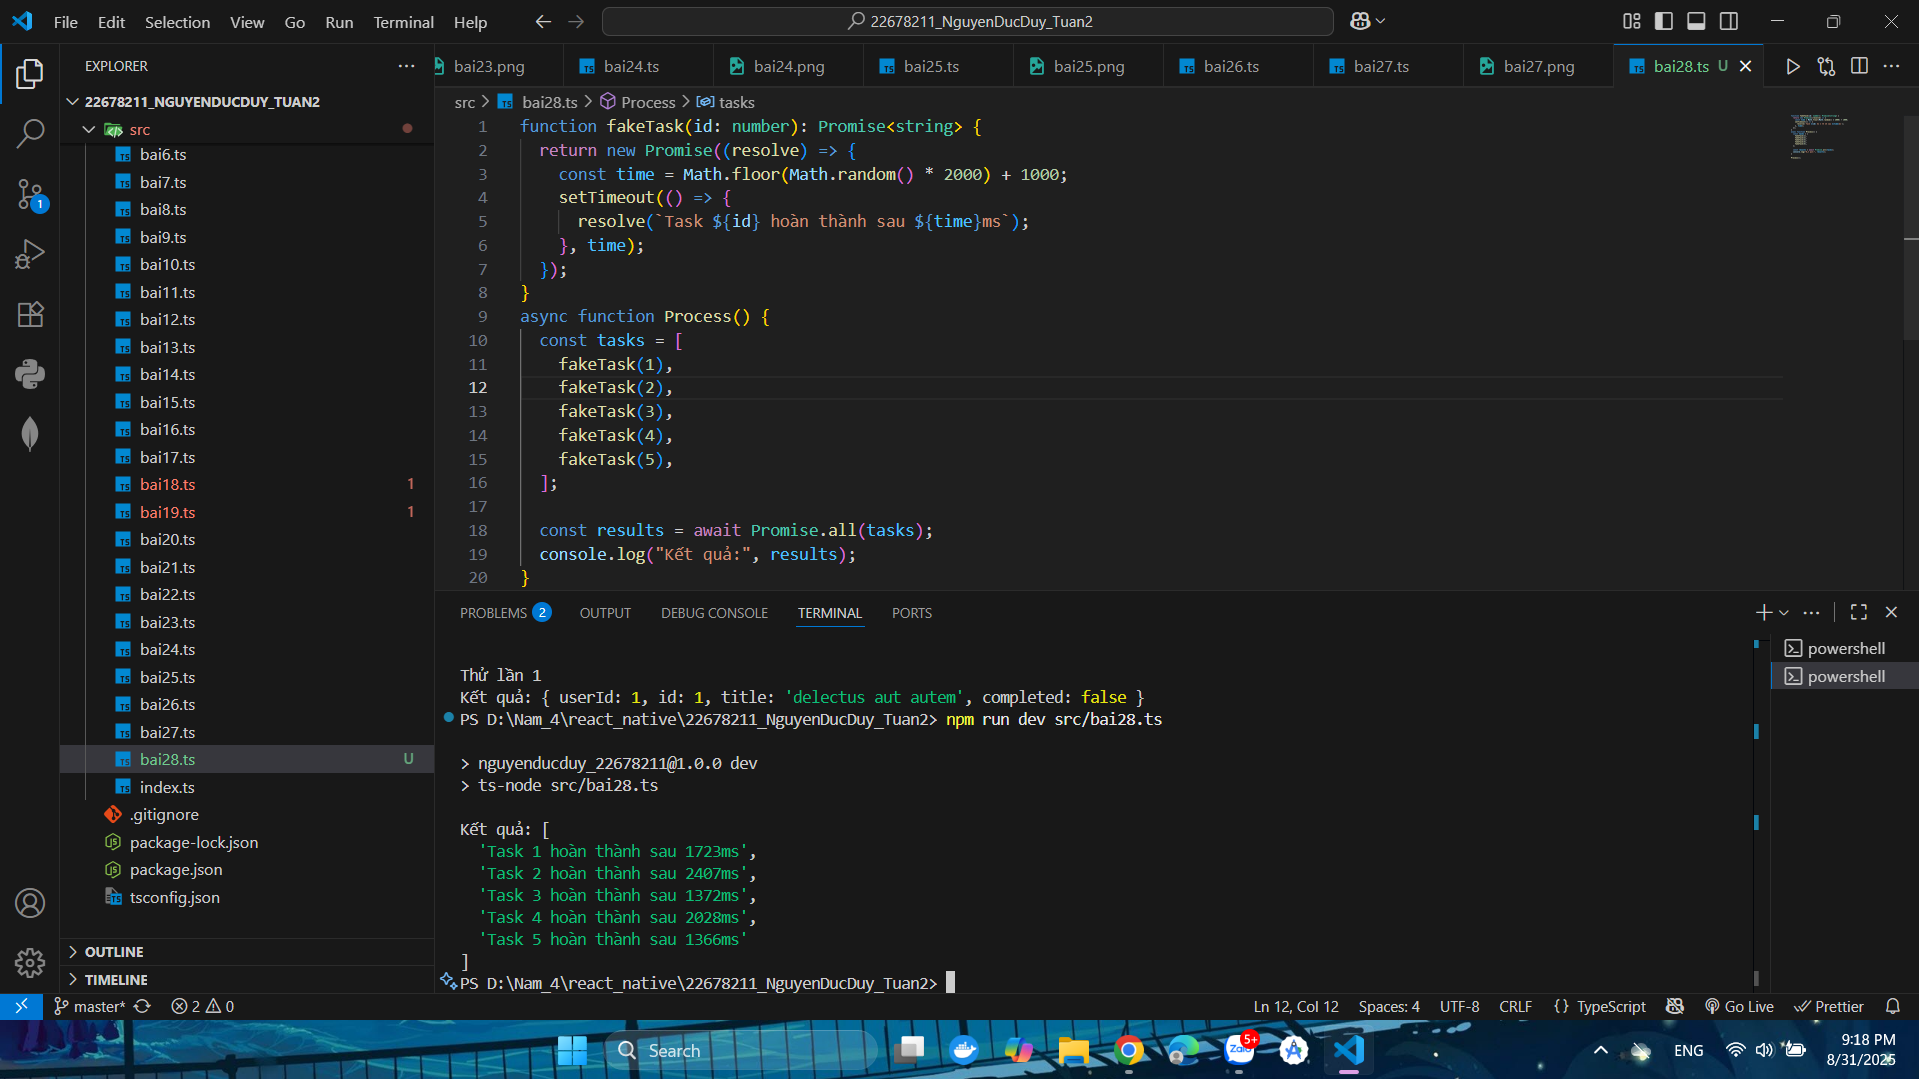 File Edit Selection View Go Run Terminal Help
22678211_NguyenDucDuy_Tuan2
EXPLORER
22678211_NGUYENDUCDUY_TUAN2
src
bai6.ts
bai7.ts
bai8.ts
bai9.ts
bai10.ts
bai11.ts
bai12.ts
bai13.ts
bai14.ts
bai15.ts
bai16.ts
bai17.ts
bai18.ts 1
bai19.ts 1
bai20.ts
bai21.ts
bai22.ts
bai23.ts
bai24.ts
bai25.ts
bai26.ts
bai27.ts
bai28.ts U
index.ts
.gitignore
package-lock.json
package.json
tsconfig.json
OUTLINE
TIMELINE
1
bai23.png bai24.ts bai24.png bai25.ts bai25.png bai26.ts bai27.ts bai27.png bai28.ts U
src > bai28.ts > Process > tasks
1 function fakeTask(id: number): Promise<string> {
2 return new Promise((resolve) => {
3 const time = Math.floor(Math.random() * 2000) + 1000;
4 setTimeout(() => {
5 resolve(`Task ${id} hoàn thành sau ${time}ms`);
6 }, time);
7 });
8 }
9 async function Process() {
10 const tasks = [
11 fakeTask(1),
12 fakeTask(2),
13 fakeTask(3),
14 fakeTask(4),
15 fakeTask(5),
16 ];
17
18 const results = await Promise.all(tasks);
19 console.log("Kết quả:", results);
20 }
PROBLEMS 2 OUTPUT DEBUG CONSOLE TERMINAL PORTS
powershell
powershell
Thử lần 1
Kết quả: { userId: 1, id: 1, title: 'delectus aut autem', completed: false }
PS D:\Nam_4\react_native\22678211_NguyenDucDuy_Tuan2> npm run dev src/bai28.ts
> nguyenducduy_22678211@1.0.0 dev
> ts-node src/bai28.ts
Kết quả: [
'Task 1 hoàn thành sau 1723ms',
'Task 2 hoàn thành sau 2407ms',
'Task 3 hoàn thành sau 1372ms',
'Task 4 hoàn thành sau 2028ms',
'Task 5 hoàn thành sau 1366ms'
]
PS D:\Nam_4\react_native\22678211_NguyenDucDuy_Tuan2>
master* 2 0 Ln 12, Col 12 Spaces: 4 UTF-8 CRLF {} TypeScript Go Live Prettier
Search Zalo 5+ ENG 9:18 PM
8/31/2025